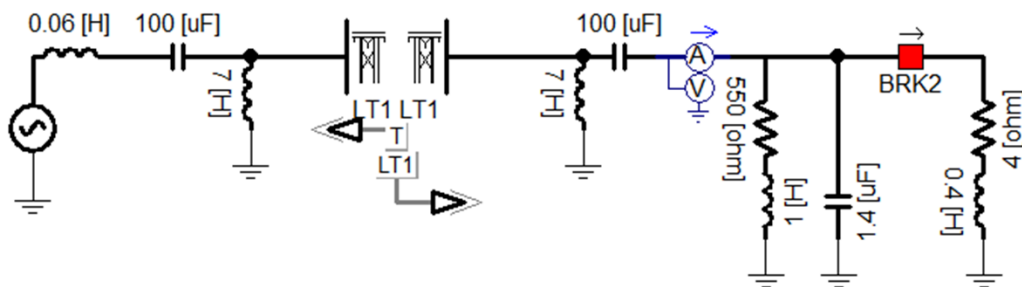 0.06 [H]
100 [uF]
7 [H]
LT1
LT1
T
LT1
7 [H]
100 [uF]
A
V
550 [ohm]
1 [H]
1.4 [uF]
BRK2
4 [ohm]
0.4 [H]